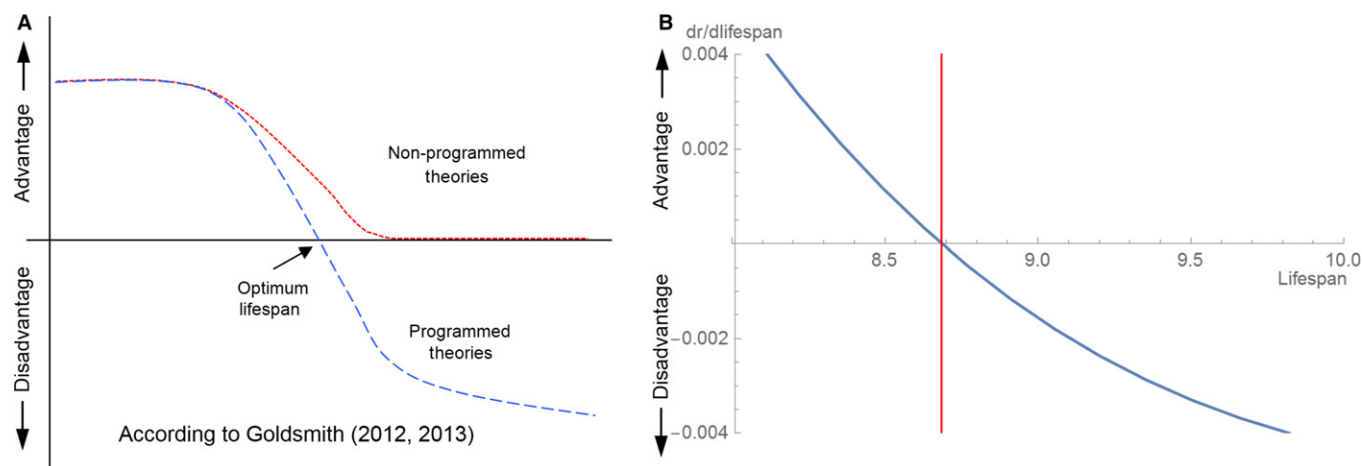 A
Advantage
Disadvantage
Non-programmed
theories
Optimum
lifespan
Programmed
theories
According to Goldsmith (2012, 2013)
B
dr/dlifespan
Advantage
Disadvantage
0.004
0.002
−0.002
−0.004
8.5
9.0
9.5
10.0
Lifespan